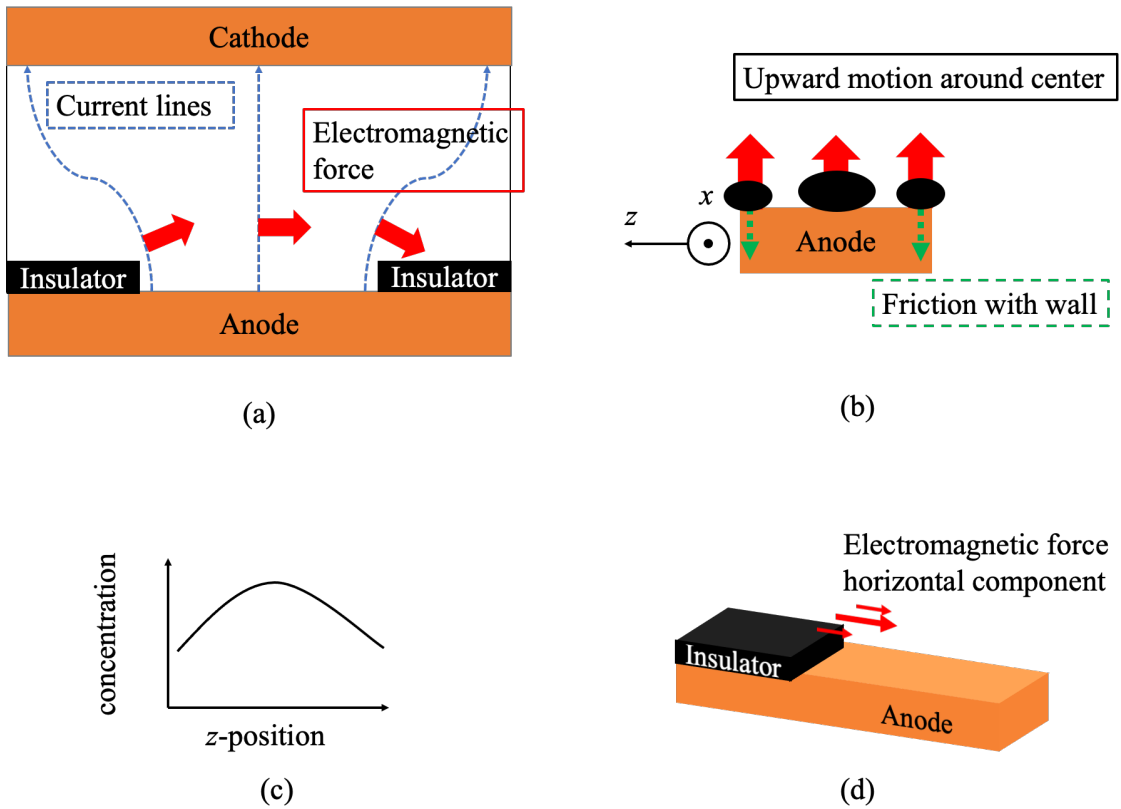 Cathode
Current lines
Electromagnetic
force
Insulator
Insulator
Anode
(a)
Upward motion around center
x
z
Anode
Friction with wall
(b)
concentration
z-position
(c)
Electromagnetic force
horizontal component
Insulator
Anode
(d)